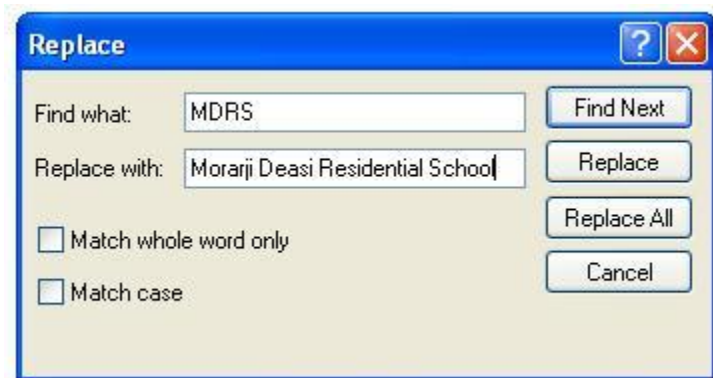 Replace
Find what: MDRS Find Next
Replace with: Morarji Deasi Residential School Replace
Replace All
Match whole word only
Cancel
Match case